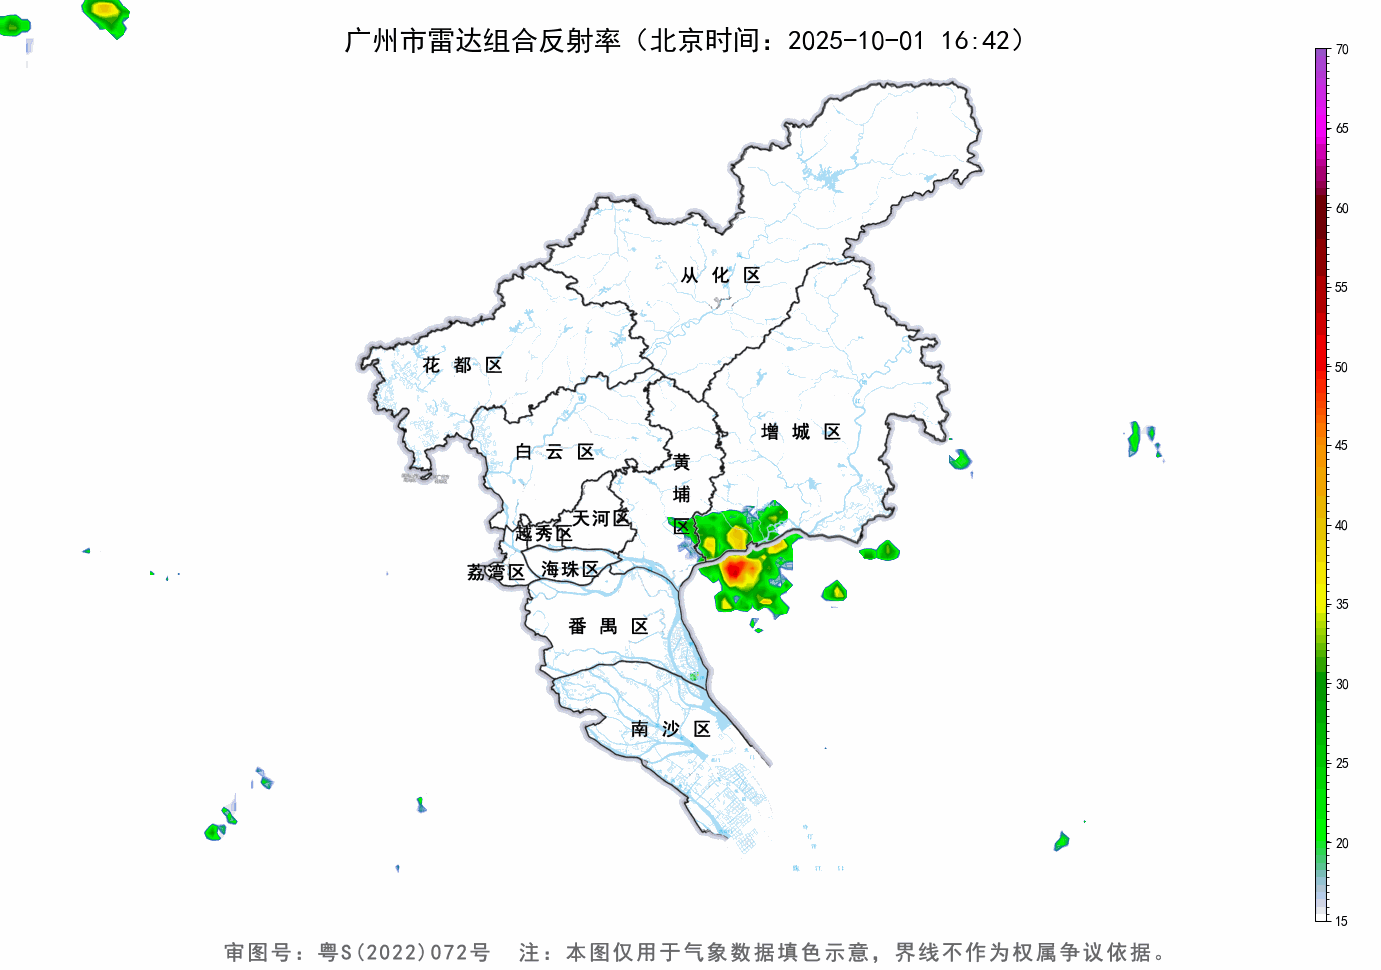 广州市雷达组合反射率（北京时间：2025-10-01 16:42）
70
65
60
55
50
45
40
35
30
25
20
15
从化区
花都区
增城区
白云区
黄埔区
天河区
越秀区
荔湾区
海珠区
番禺区
南沙区
审图号：粤S(2022)072号 注：本图仅用于气象数据填色示意，界线不作为权属争议依据。